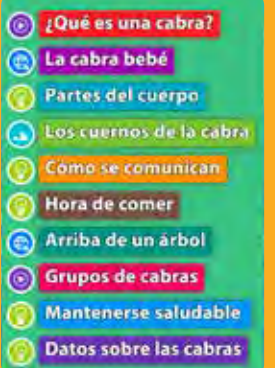 ¿Qué es una cabra?
La cabra bebé
Partes del cuerpo
Los cuernos de la cabra
Cómo se comunican
Hora de comer
Arriba de un árbol
Grupos de cabras
Mantenerse saludable
Datos sobre las cabras